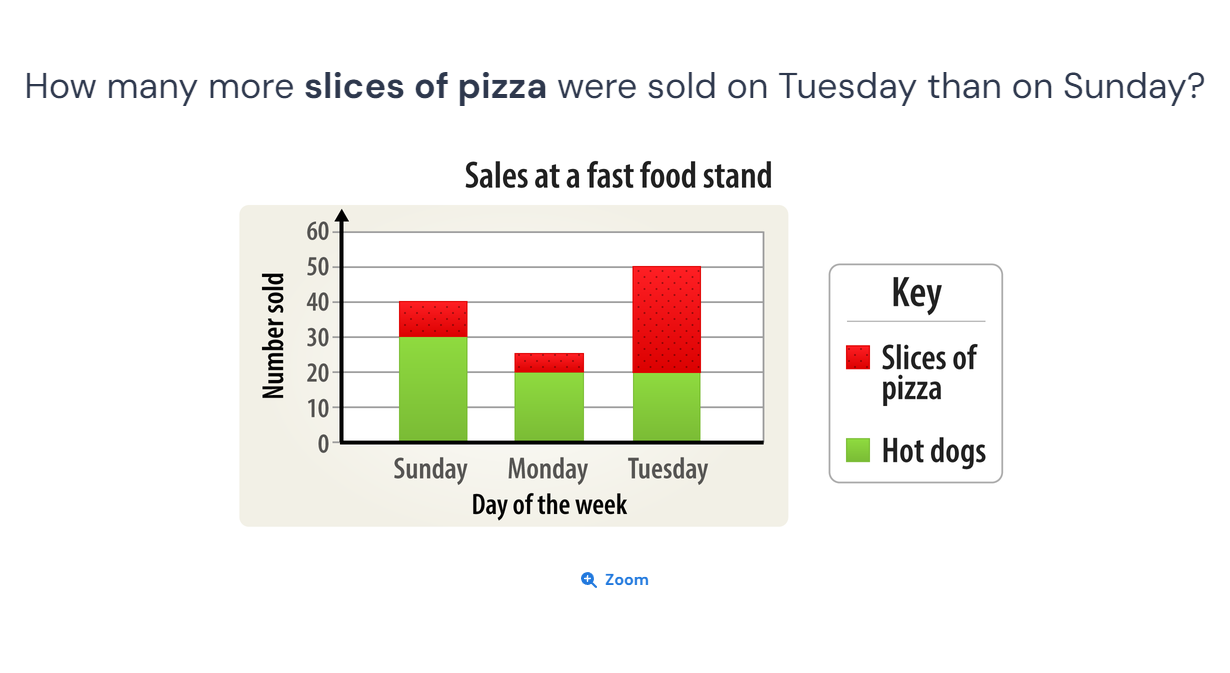 How many more slices of pizza were sold on Tuesday than on Sunday?
Sales at a fast food stand
Number sold
60
50
40
30
20
10
0
Sunday Monday Tuesday
Day of the week
Key
Slices of
pizza
Hot dogs
Zoom